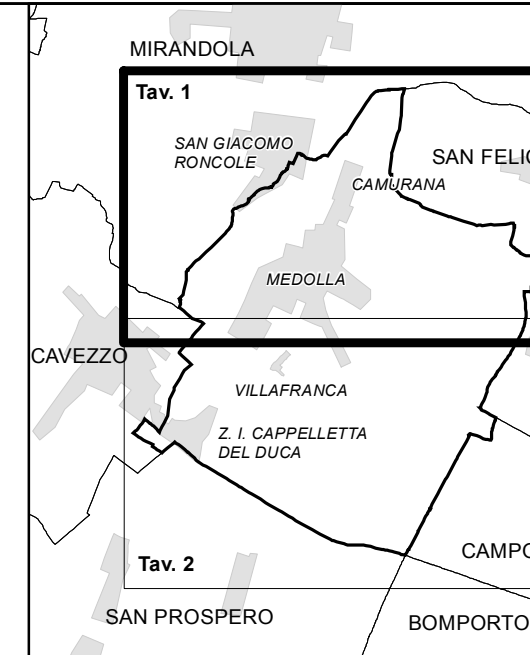 MIRANDOLA
Tav. 1
SAN GIACOMO
RONCOLE
SAN FELIC
CAMURANA
MEDOLLA
CAVEZZO
VILLAFRANCA
Z. I. CAPPELLETTA
DEL DUCA
CAMPO
Tav. 2
SAN PROSPERO
BOMPORTO